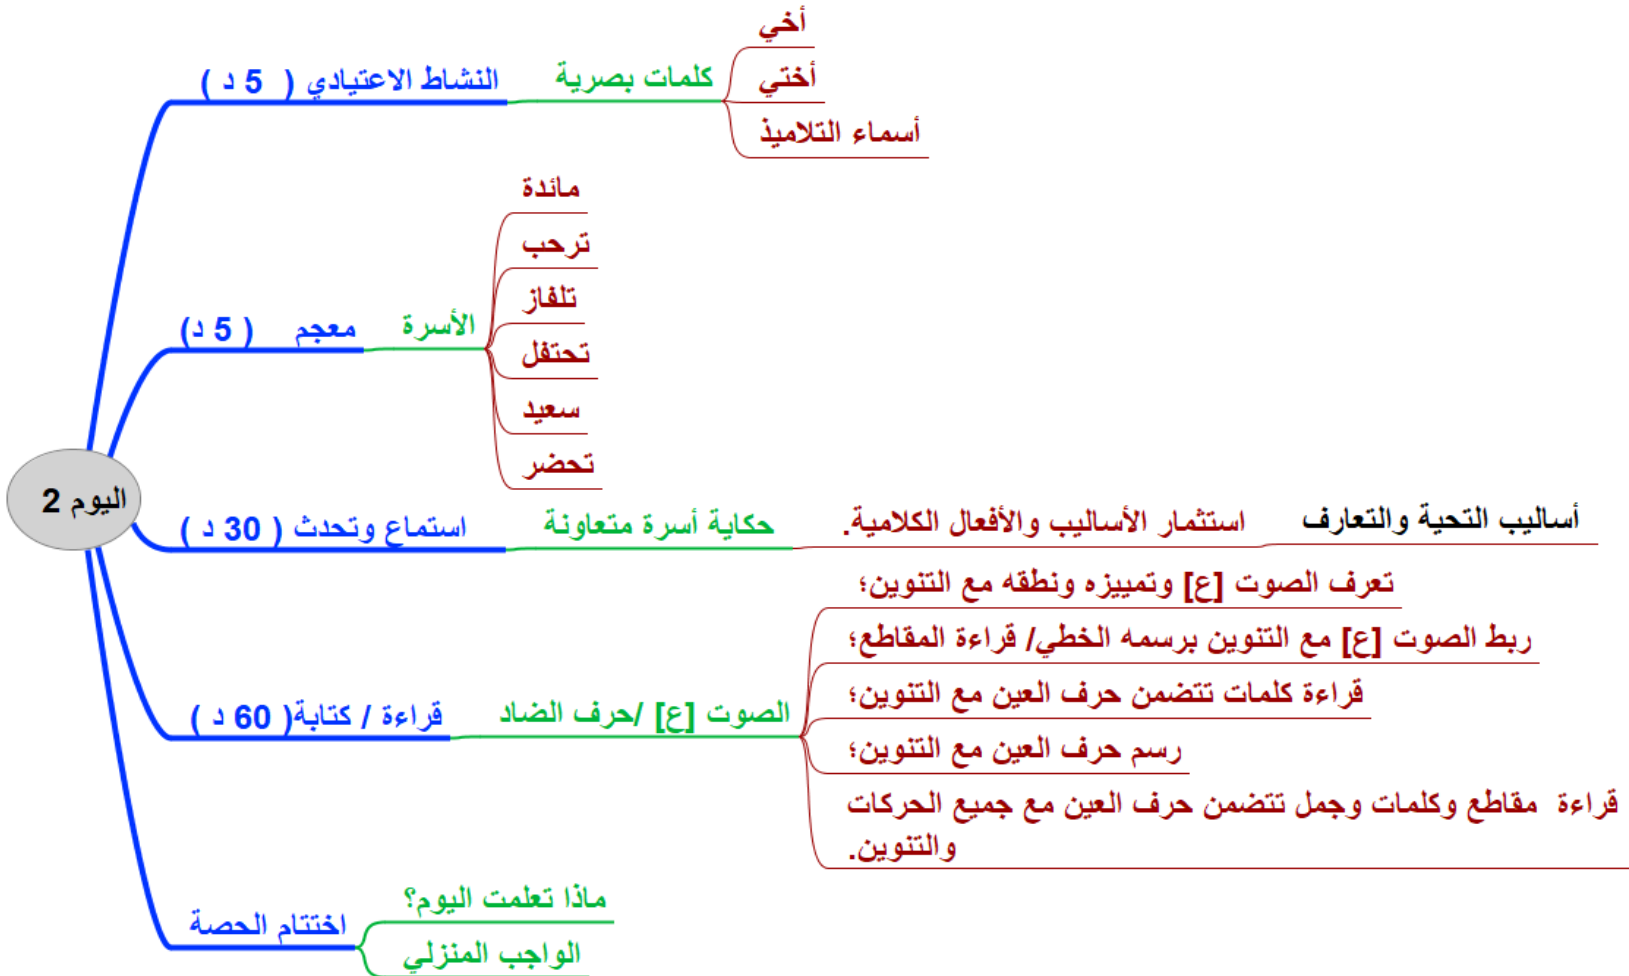 اليوم 2
النشاط الاعتيادي ( 5 د )
كلمات بصرية
أخي
أختي
أسماء التلاميذ
معجم ( 5 د)
الأسرة
مائدة
ترحب
تلفاز
تحتفل
سعيد
تحضر
استماع وتحدث ( 30 د )
حكاية أسرة متعاونة
استثمار الأساليب والأفعال الكلامية.
أساليب التحية والتعارف
قراءة / كتابة( 60 د )
الصوت [ع] /حرف الضاد
تعرف الصوت [ع] وتمييزه ونطقه مع التنوين؛
ربط الصوت [ع] مع التنوين برسمه الخطي/ قراءة المقاطع؛
قراءة كلمات تتضمن حرف العين مع التنوين؛
رسم حرف العين مع التنوين؛
قراءة مقاطع وكلمات وجمل تتضمن حرف العين مع جميع الحركات
والتنوين.
اختتام الحصة
ماذا تعلمت اليوم؟
الواجب المنزلي